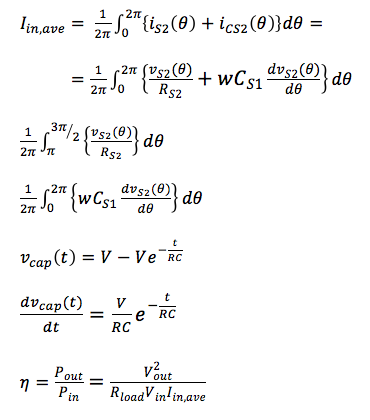 I_{in,ave} = \frac{1}{2\pi}\int_0^{2\pi}\{i_{S2}(\theta) + i_{CS2}(\theta)\}d\theta =
= \frac{1}{2\pi}\int_0^{2\pi}\left\{\frac{v_{S2}(\theta)}{R_{S2}} + wC_{S1}\frac{dv_{S2}(\theta)}{d\theta}\right\}d\theta
\frac{1}{2\pi}\int_{\pi}^{3\pi/2}\left\{\frac{v_{S2}(\theta)}{R_{S2}}\right\}d\theta
\frac{1}{2\pi}\int_0^{2\pi}\left\{wC_{S1}\frac{dv_{S2}(\theta)}{d\theta}\right\}d\theta
v_{cap}(t) = V - Ve^{-\frac{t}{RC}}
\frac{dv_{cap}(t)}{dt} = \frac{V}{RC}e^{-\frac{t}{RC}}
\eta = \frac{P_{out}}{P_{in}} = \frac{V_{out}^2}{R_{load}V_{in}I_{in,ave}}